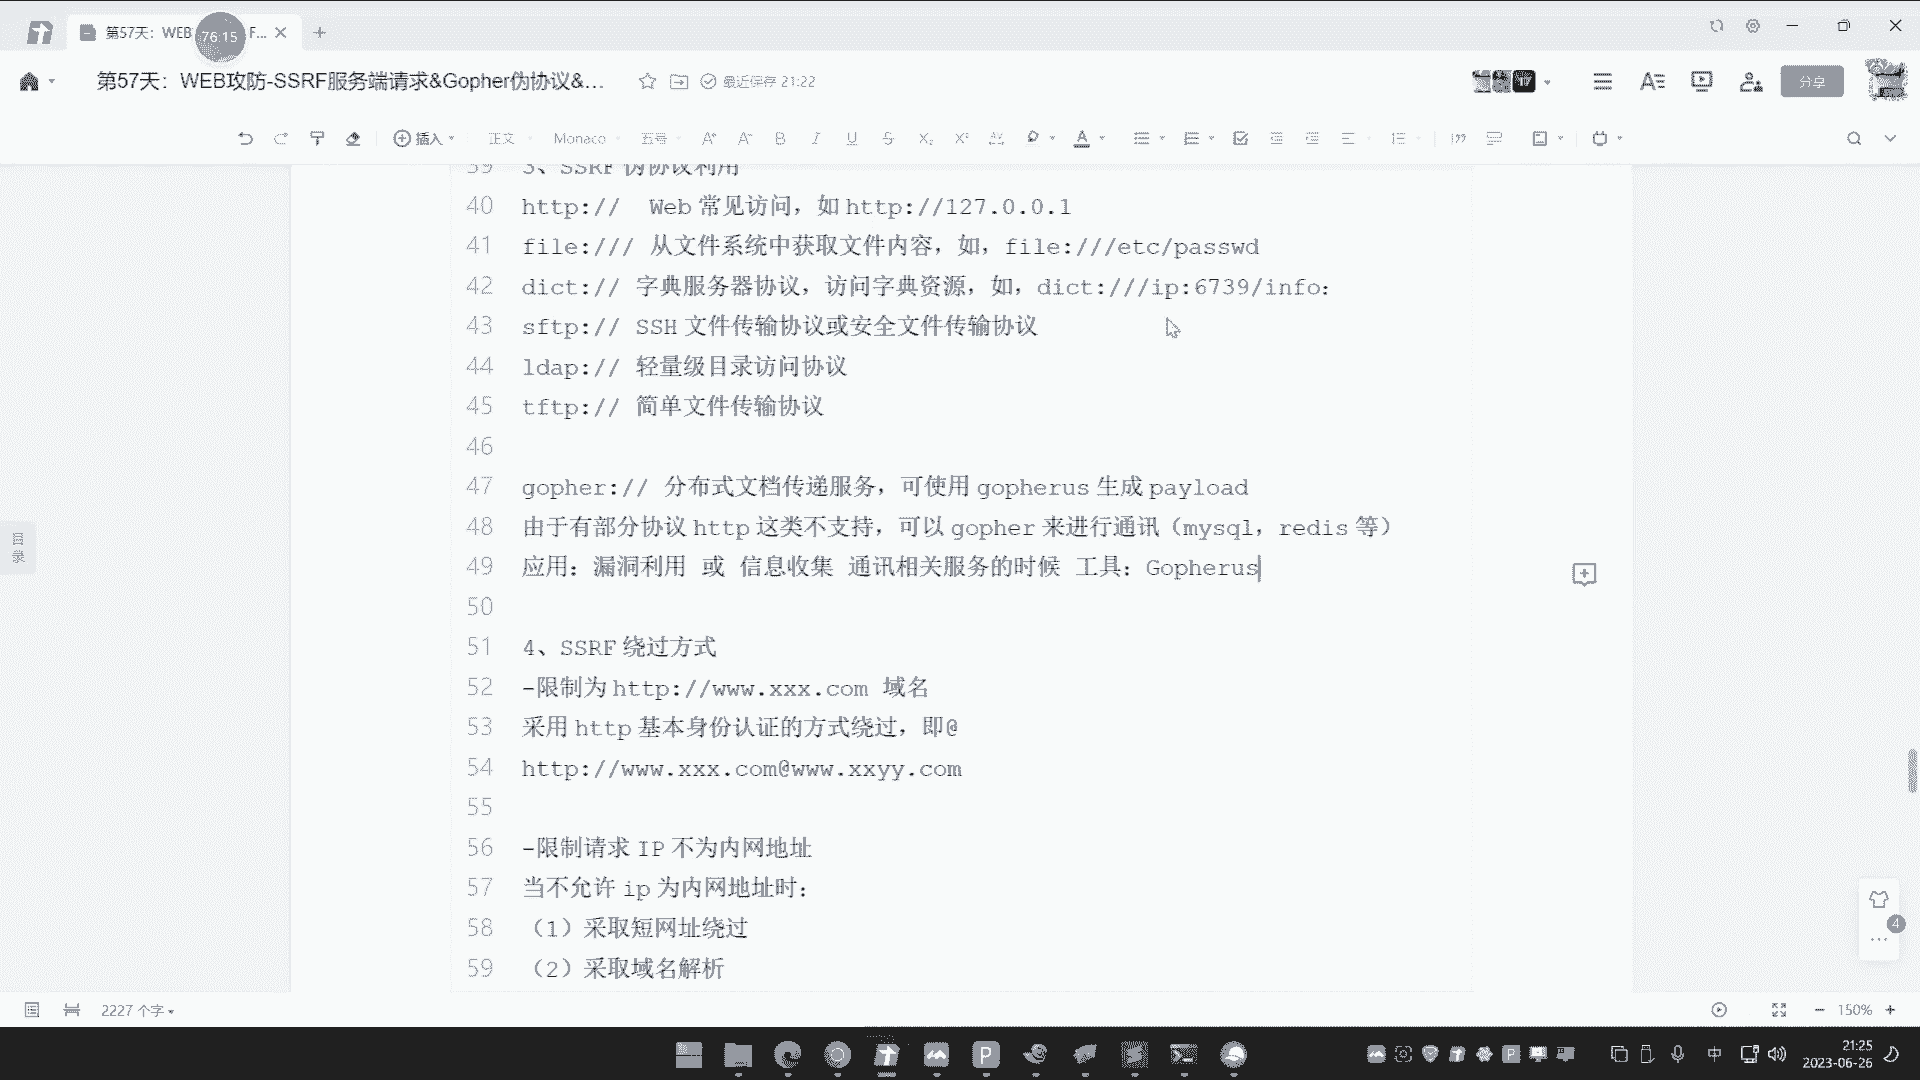 第57天：WEB
F...
76:15
第57天：WEB攻防-SSRF服务端请求&Gopher伪协议&...
最近保存 21:22
分享
插入
正文
Monaco
五号
目录
39 3、SSRF 伪协议利用
40 http:// Web 常见访问，如 http://127.0.0.1
41 file:/// 从文件系统中获取文件内容，如，file:///etc/passwd
42 dict:// 字典服务器协议，访问字典资源，如，dict:///ip:6739/info：
43 sftp:// SSH 文件传输协议或安全文件传输协议
44 ldap:// 轻量级目录访问协议
45 tftp:// 简单文件传输协议
46
47 gopher:// 分布式文档传递服务，可使用 gopherus 生成 payload
48 由于有部分协议 http 这类不支持，可以 gopher 来进行通讯（mysql，redis 等）
49 应用：漏洞利用 或 信息收集 通讯相关服务的时候 工具：Gopherus
50
51 4、SSRF 绕过方式
52 -限制为 http://www.xxx.com 域名
53 采用 http 基本身份认证的方式绕过，即@
54 http://www.xxx.com@www.xxyy.com
55
56 -限制请求 IP 不为内网地址
57 当不允许 ip 为内网地址时：
58 （1）采取短网址绕过
59 （2）采取域名解析
4
2227 个字
150%
中
21:25
2023-06-26